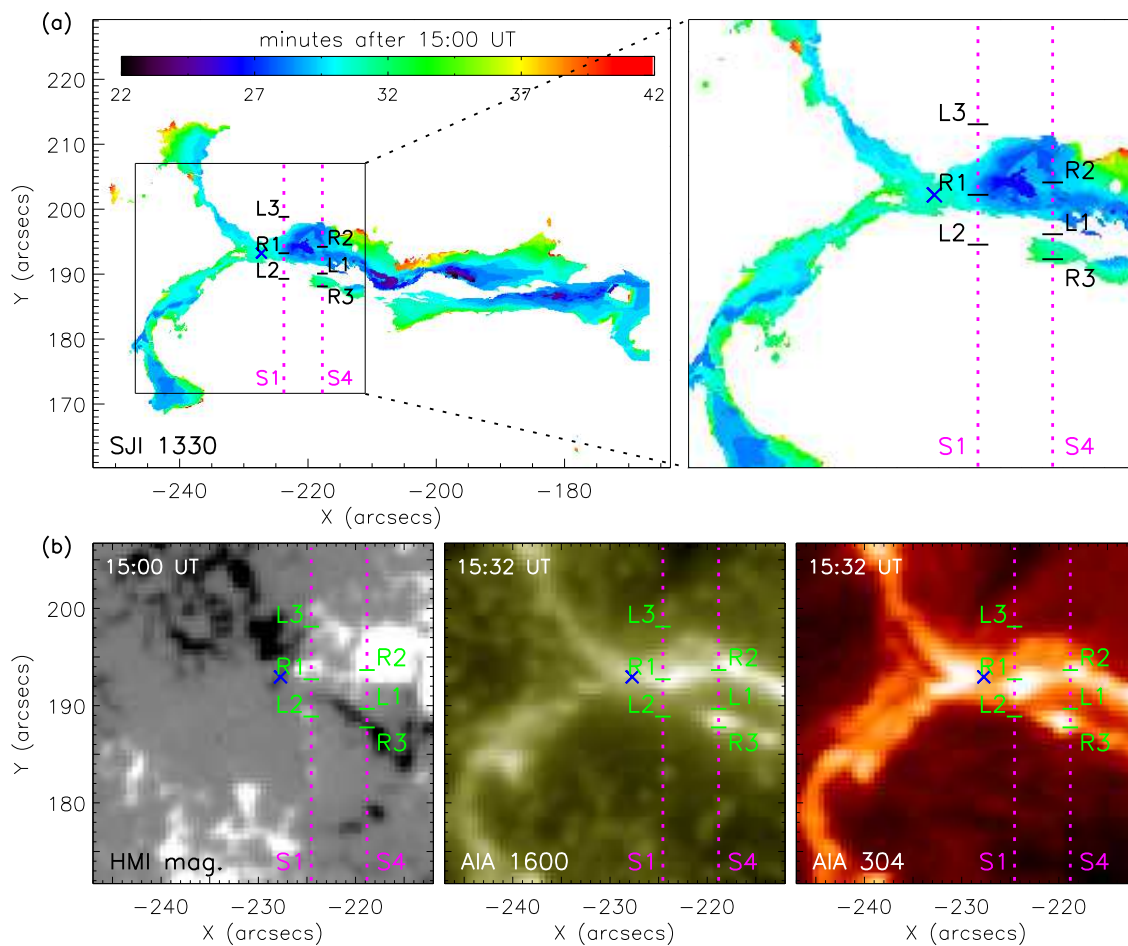 (a)
minutes after 15:00 UT
22 27 32 37 42
220
210
200
190
180
170
Y (arcsecs)
L3
R1
L2
R2
L1
R3
S1 S4
SJI 1330
−240 −220 −200 −180
X (arcsecs)
L3
R1
L2
R2
L1
R3
S1 S4
(b)
15:00 UT
200
190
180
Y (arcsecs)
L3
R1
L2
R2
L1
R3
HMI mag.
S1 S4
−240 −230 −220
X (arcsecs)
15:32 UT
L3
R1
L2
R2
L1
R3
AIA 1600
S1 S4
−240 −230 −220
X (arcsecs)
15:32 UT
L3
R1
L2
R2
L1
R3
AIA 304
S1 S4
−240 −230 −220
X (arcsecs)